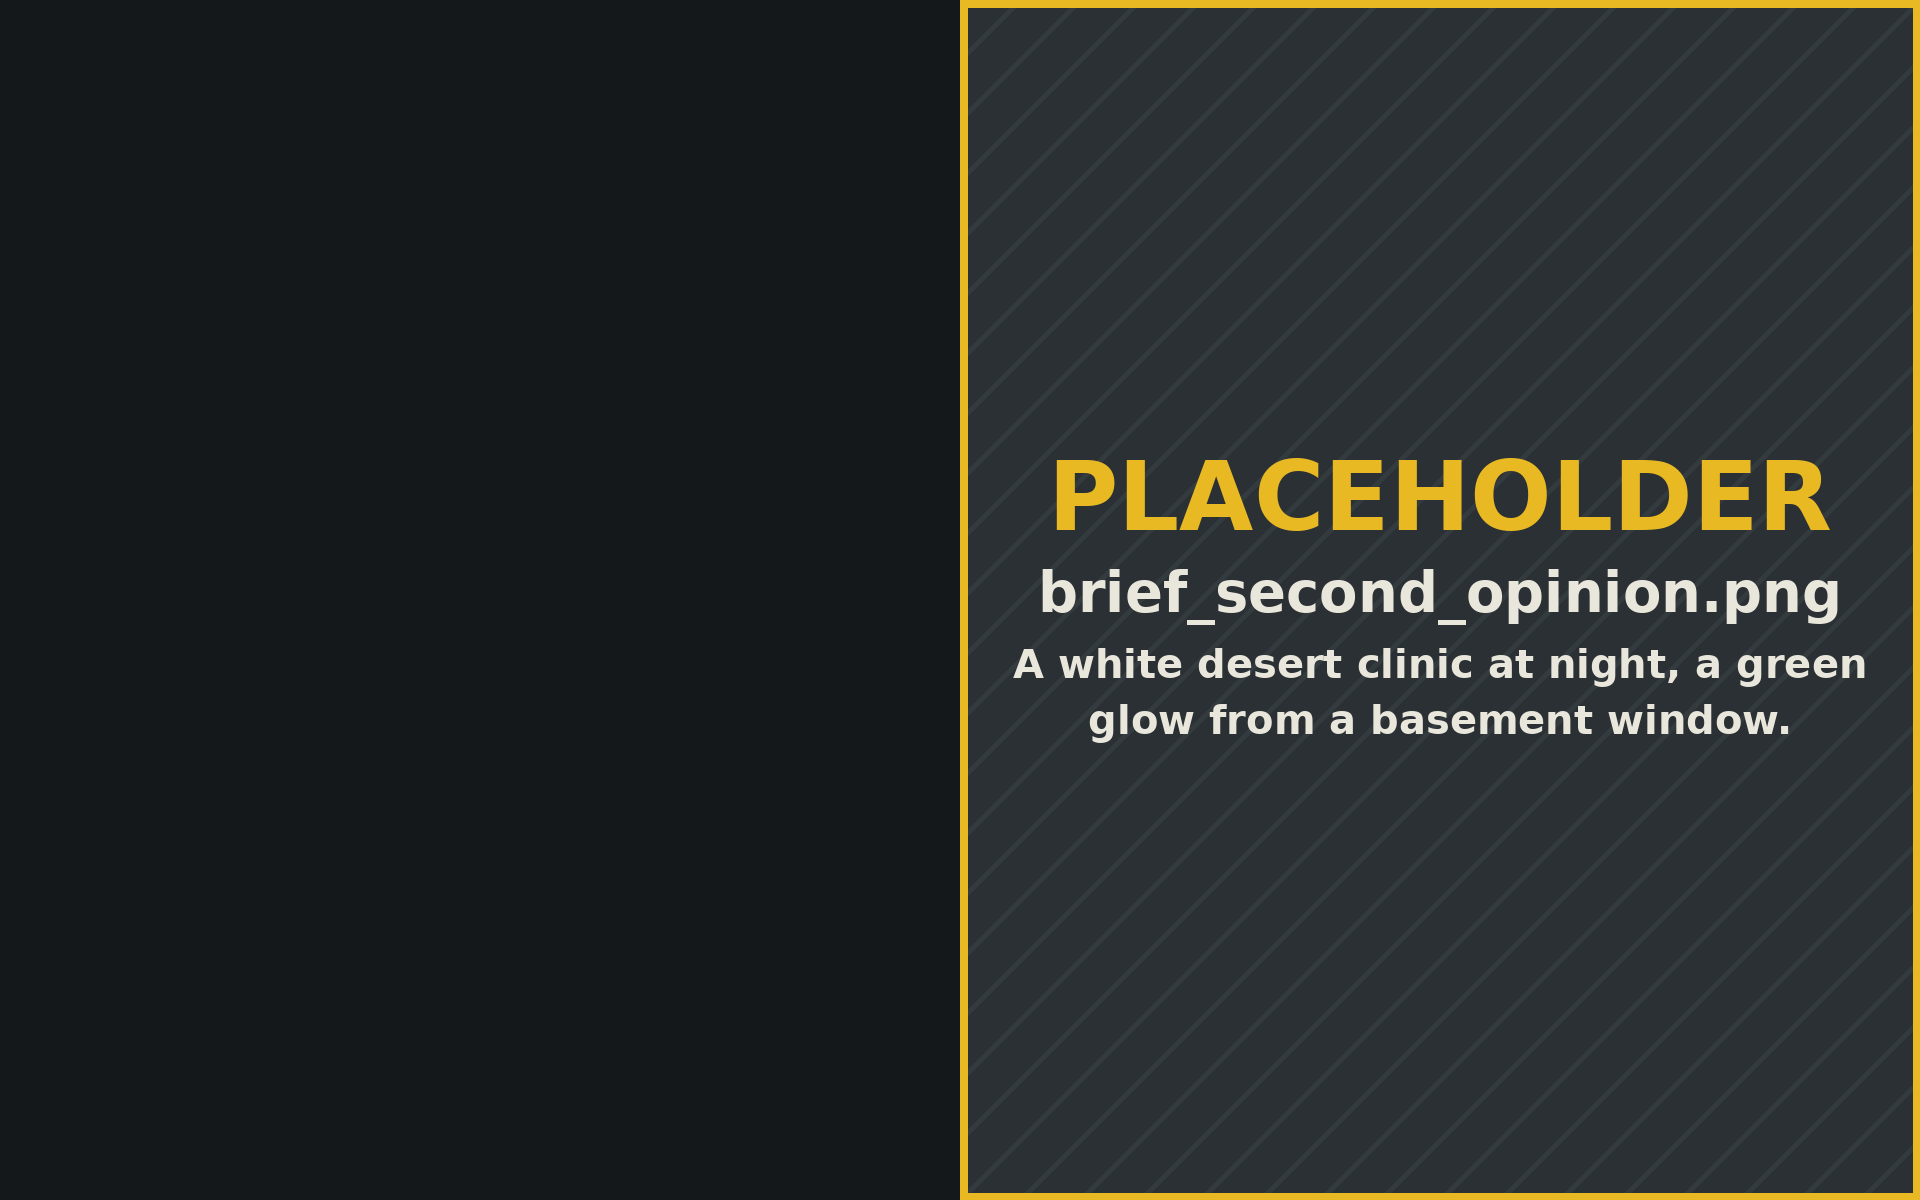 PLACEHOLDER
brief_second_opinion.png
A white desert clinic at night, a green
glow from a basement window.